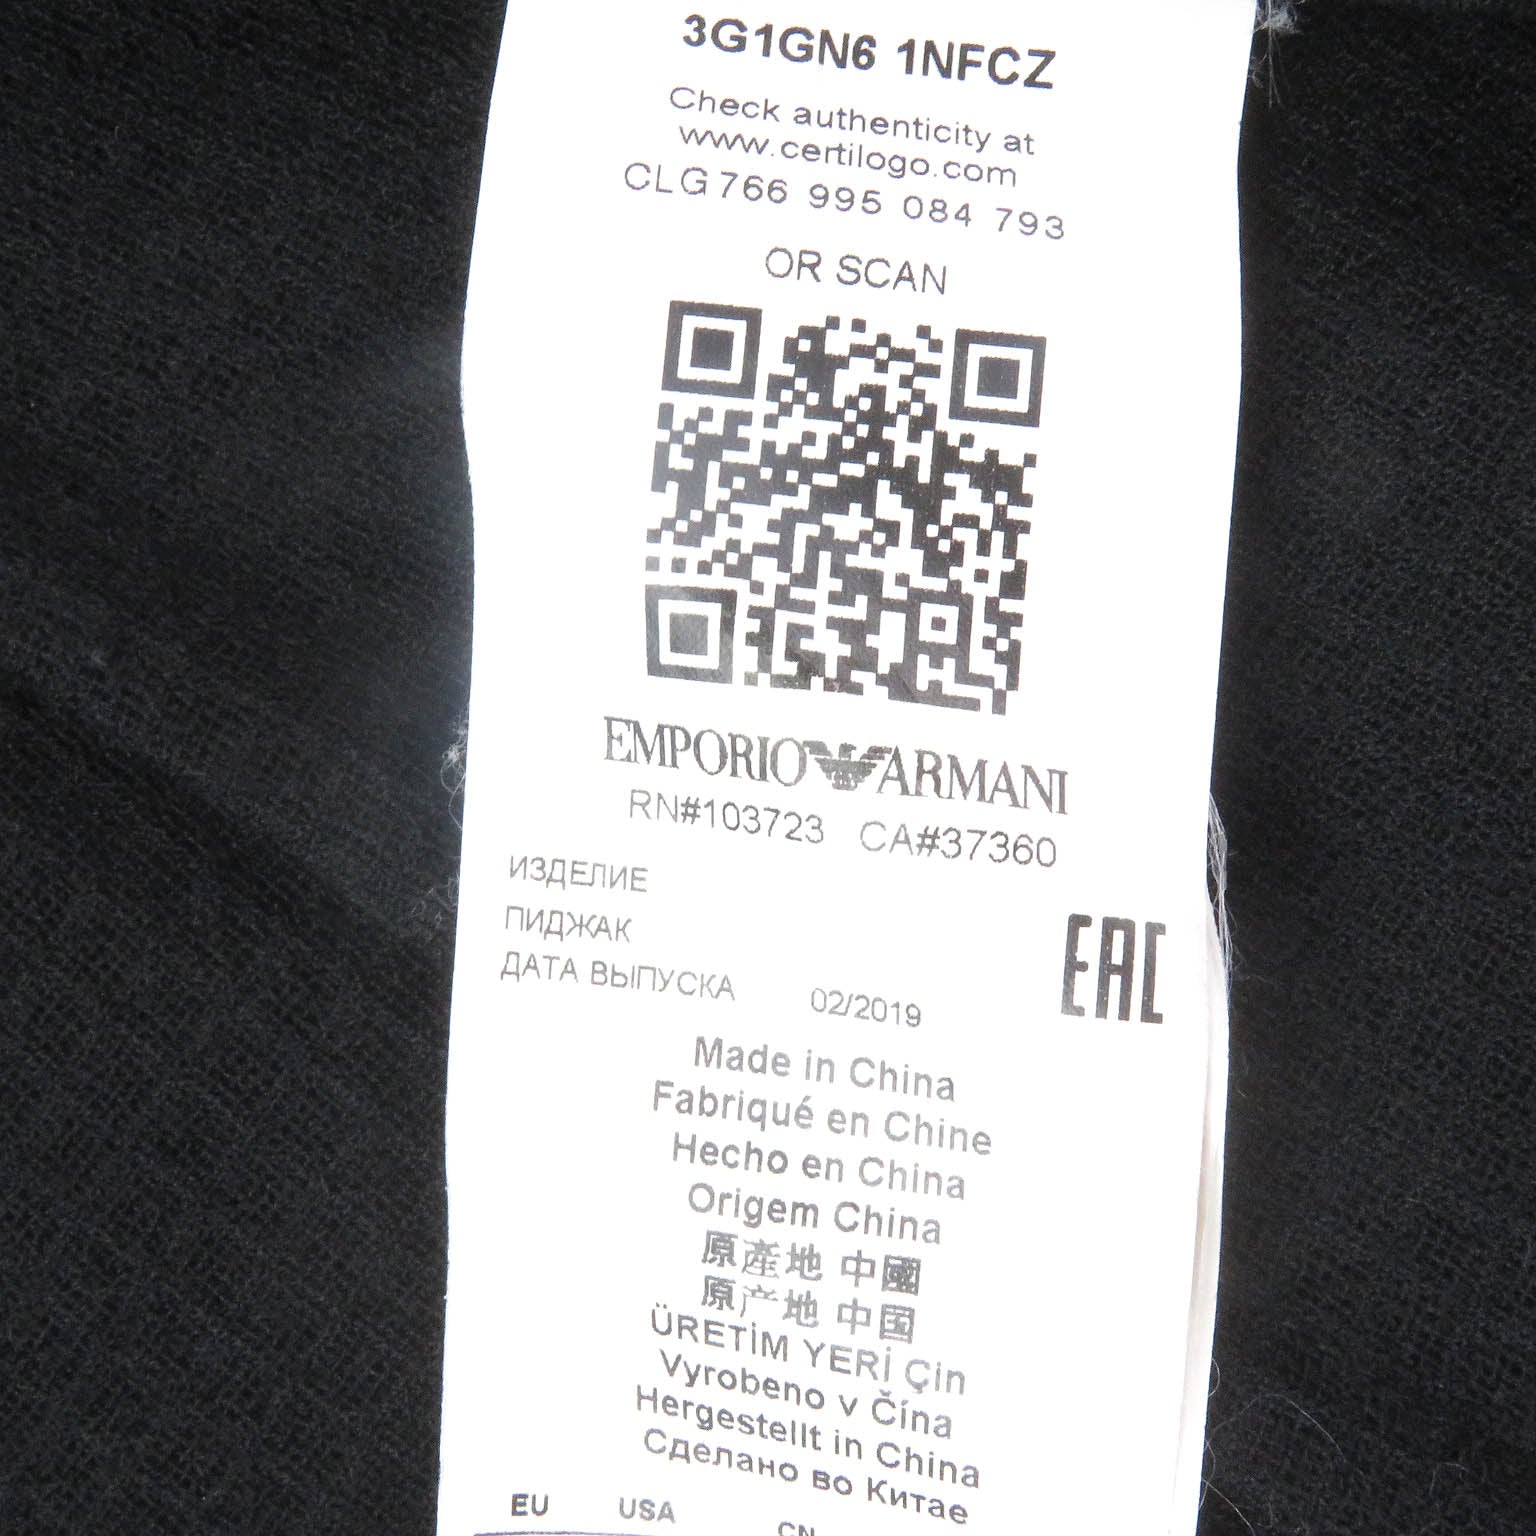 3G1GN6 1NFCZ
Check authenticity at
www.certilogo.com
CLG 766 995 084 793
OR SCAN
EMPORIO ARMANI
RN#103723 CA#37360
ИЗДЕЛИЕ
ПИДЖАК
ДАТА ВЫПУСКА 02/2019
EAC
Made in China
Fabriqué en Chine
Hecho en China
Origem China
原產地 中國
原产地 中国
ÜRETİM YERİ Çin
Vyrobeno v Čína
Hergestellt in China
Сделано во Китае
EU USA CN